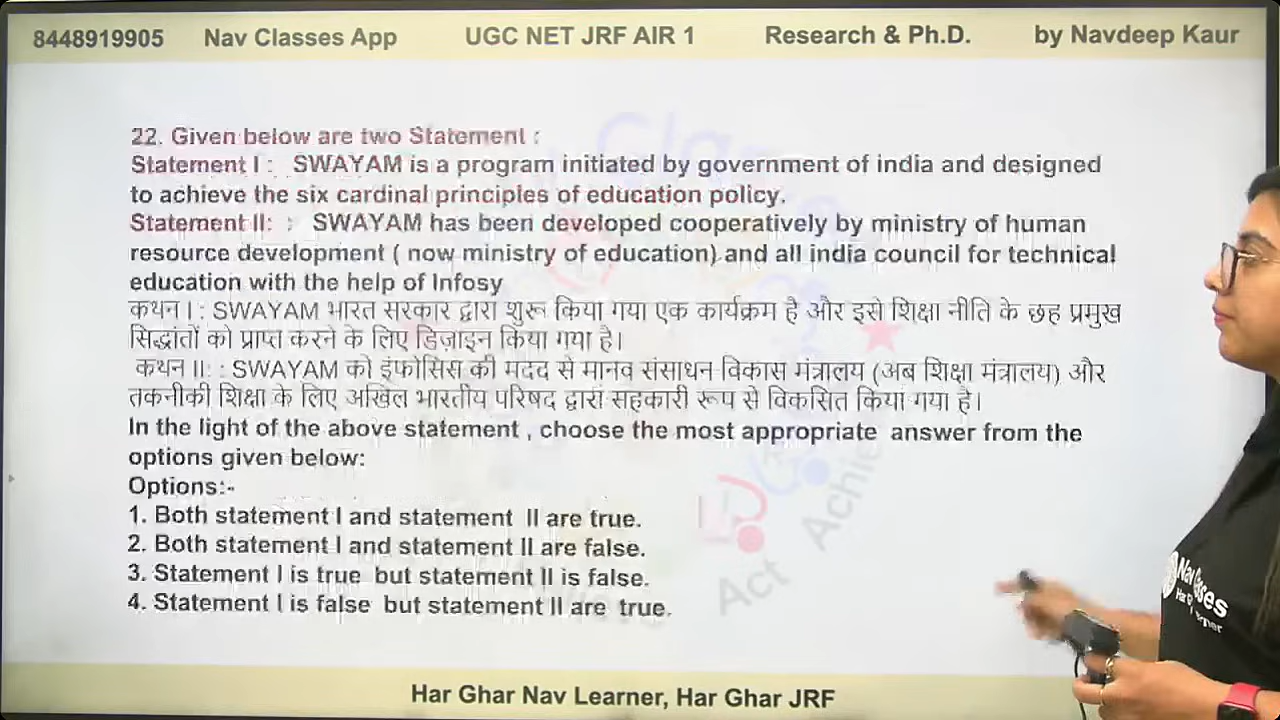 8448919905 Nav Classes App UGC NET JRF AIR 1 Research & Ph.D. by Navdeep Kaur
22. Given below are two Statement :
Statement I : SWAYAM is a program initiated by government of india and designed
to achieve the six cardinal principles of education policy.
Statement II: : SWAYAM has been developed cooperatively by ministry of human
resource development ( now ministry of education) and all india council for technical
education with the help of Infosy
कथन I : SWAYAM भारत सरकार द्वारा शुरू किया गया एक कार्यक्रम है और इसे शिक्षा नीति के छह प्रमुख
सिद्धांतों को प्राप्त करने के लिए डिज़ाइन किया गया है।
कथन II: : SWAYAM को इंफोसिस की मदद से मानव संसाधन विकास मंत्रालय (अब शिक्षा मंत्रालय) और
तकनीकी शिक्षा के लिए अखिल भारतीय परिषद द्वारा सहकारी रूप से विकसित किया गया है।
In the light of the above statement , choose the most appropriate answer from the
options given below:
Options:-
1. Both statement I and statement II are true.
2. Both statement I and statement II are false.
3. Statement I is true but statement II is false.
4. Statement I is false but statement II are true.
Act Achie
Nav Classes
Har Ghar Nav Learner, Har Ghar JRF